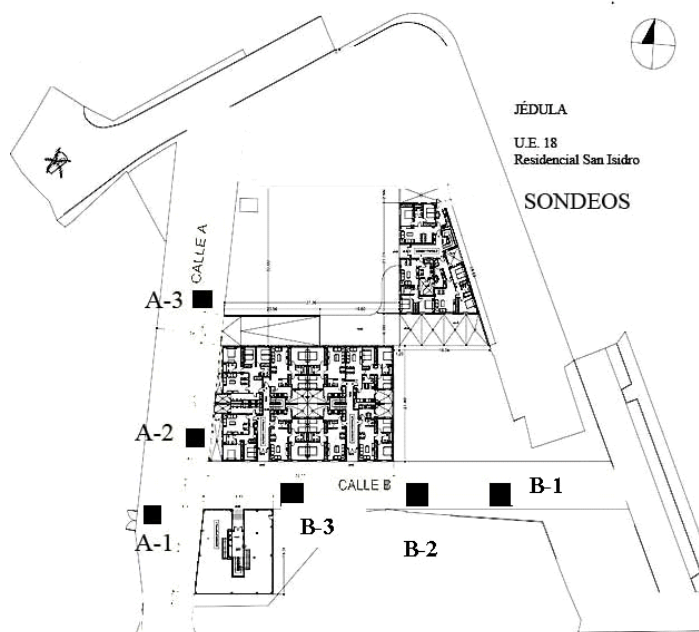 JÉDULA
U.E. 18
Residencial San Isidro
SONDEOS
CALLE A
A-3
A-2
CALLE B
B-1
B-3
A-1
B-2